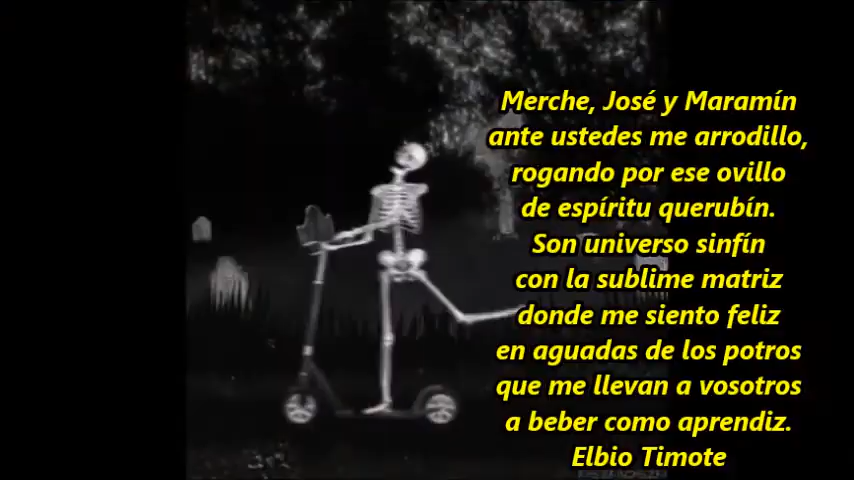 Merche, José y Maramín
ante ustedes me arrodillo,
rogando por ese ovillo
de espíritu querubín.
Son universo sinfín
con la sublime matriz
donde me siento feliz
en aguadas de los potros
que me llevan a vosotros
a beber como aprendiz.
Elbio Timote